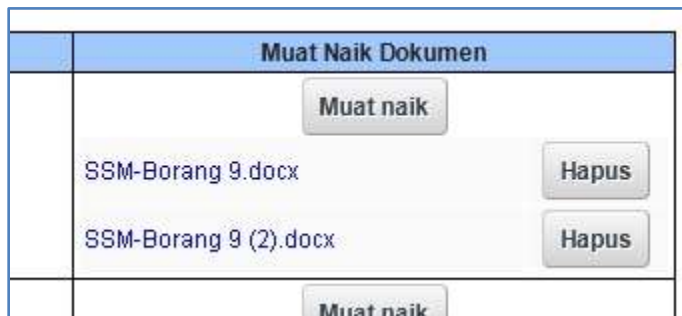 Muat Naik Dokumen
Muat naik
SSM-Borang 9.docx Hapus
SSM-Borang 9 (2).docx Hapus
Muat naik